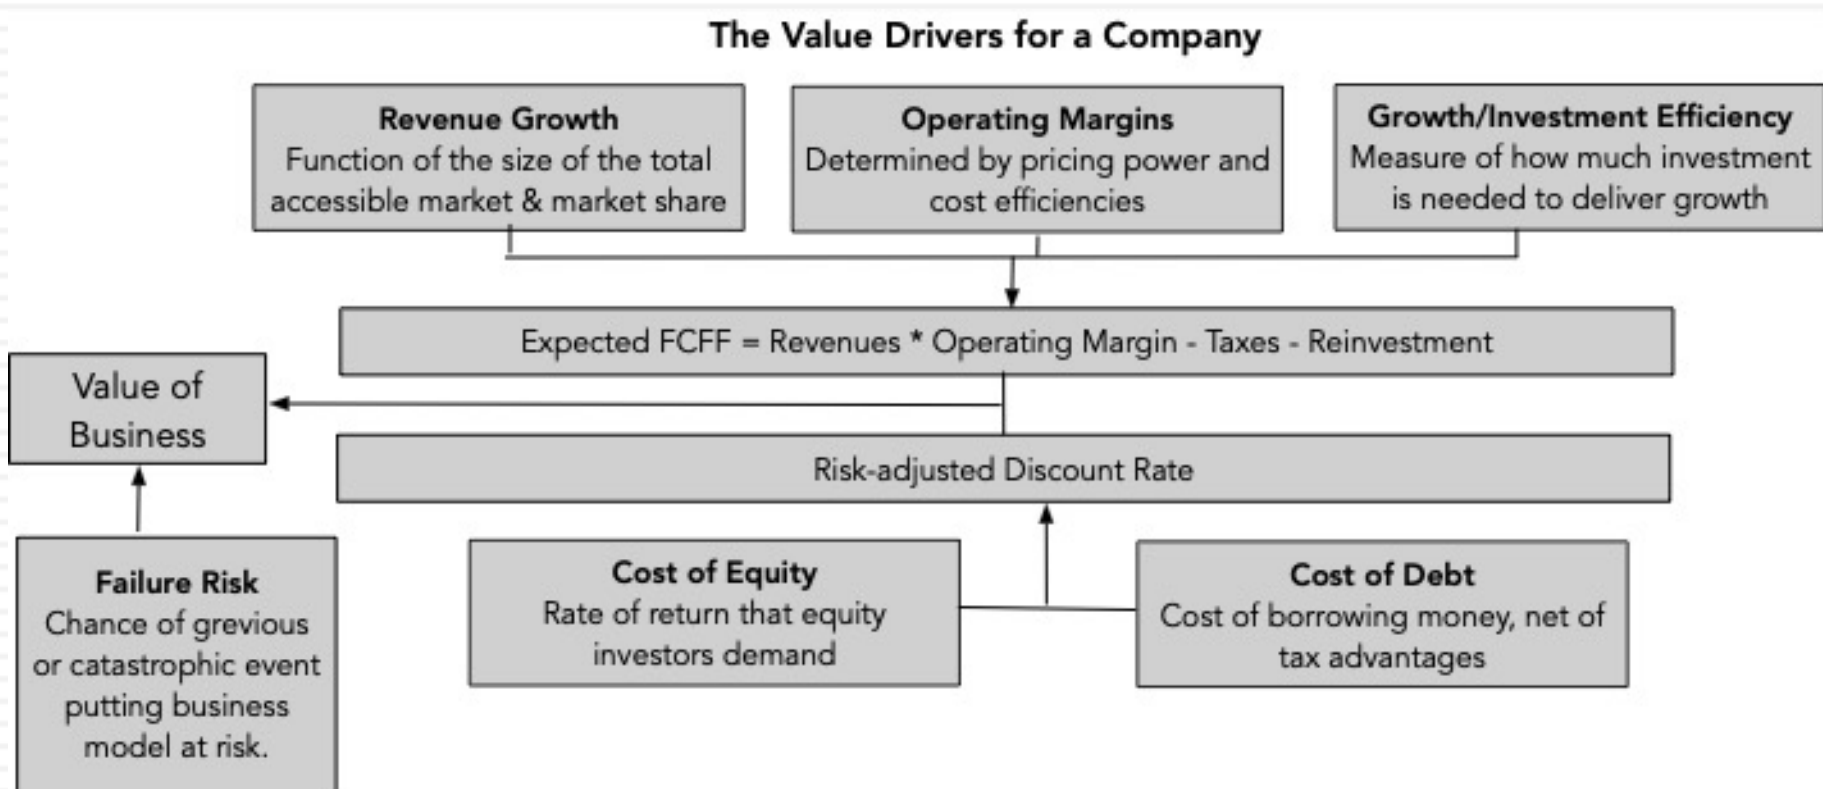 The Value Drivers for a Company
Revenue Growth
Function of the size of the total
accessible market & market share
Operating Margins
Determined by pricing power and
cost efficiencies
Growth/Investment Efficiency
Measure of how much investment
is needed to deliver growth
Expected FCFF = Revenues * Operating Margin - Taxes - Reinvestment
Value of
Business
Risk-adjusted Discount Rate
Failure Risk
Chance of grevious
or catastrophic event
putting business
model at risk.
Cost of Equity
Rate of return that equity
investors demand
Cost of Debt
Cost of borrowing money, net of
tax advantages